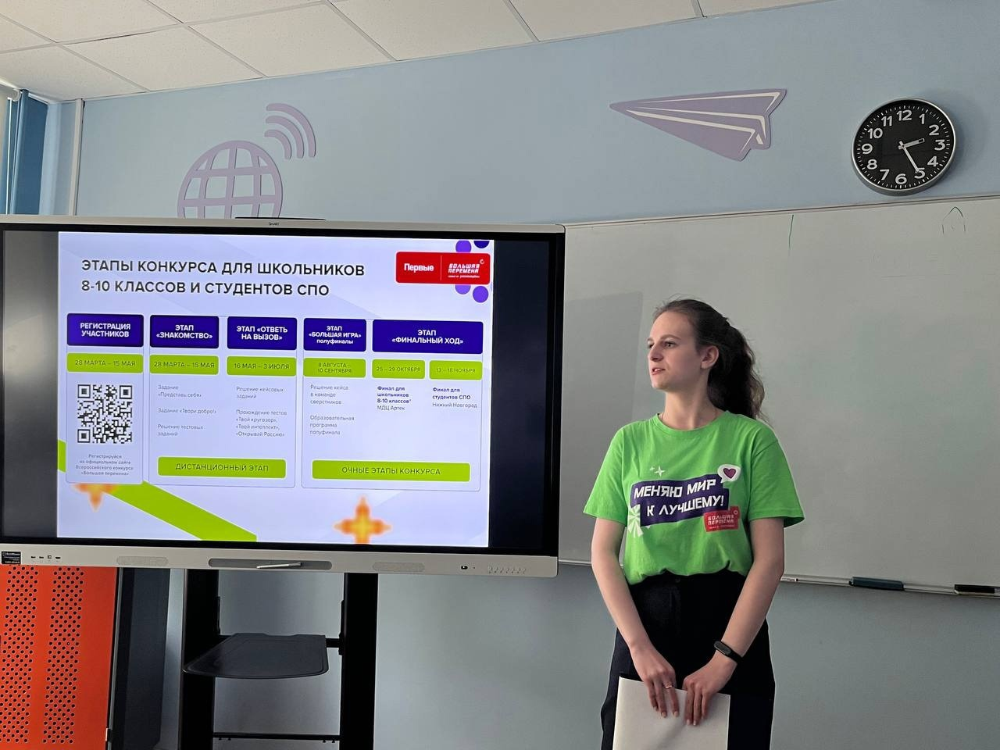 SMART
ЭТАПЫ КОНКУРСА ДЛЯ ШКОЛЬНИКОВ
8-10 КЛАССОВ И СТУДЕНТОВ СПО
Первые
БОЛЬШАЯ
ПЕРЕМЕНА
РЕГИСТРАЦИЯ
УЧАСТНИКОВ
28 МАРТА – 15 МАЯ
Регистрируйся
на официальном сайте
Всероссийского конкурса
«Большая перемена»
ЭТАП
«ЗНАКОМСТВО»
28 МАРТА – 15 МАЯ
Задание
«Представь себя»
Задание «Твори добро!»
Решение тестовых
заданий
ЭТАП «ОТВЕТЬ
НА ВЫЗОВ»
16 МАЯ – 3 ИЮЛЯ
Решение кейсовых
заданий
Прохождение тестов
«Твой кругозор»,
«Твой интеллект»,
«Открывай Россию»
ДИСТАНЦИОННЫЙ ЭТАП
ЭТАП
«БОЛЬШАЯ ИГРА»
полуфиналы
8 АВГУСТА –
10 СЕНТЯБРЯ
Решение кейса
в команде
сверстников
Образовательная
программа
полуфинала
ЭТАП
«ФИНАЛЬНЫЙ ХОД»
25 – 29 ОКТЯБРЯ
Финал для
школьников
8-10 классов*
МДЦ Артек
13 – 18 НОЯБРЯ
Финал для
студентов СПО
Нижний Новгород
ОЧНЫЕ ЭТАПЫ КОНКУРСА
МЕНЯЮ МИР
К ЛУЧШЕМУ!
БОЛЬШАЯ
ПЕРЕМЕНА
12
1
2
3
4
5
6
7
8
9
10
11